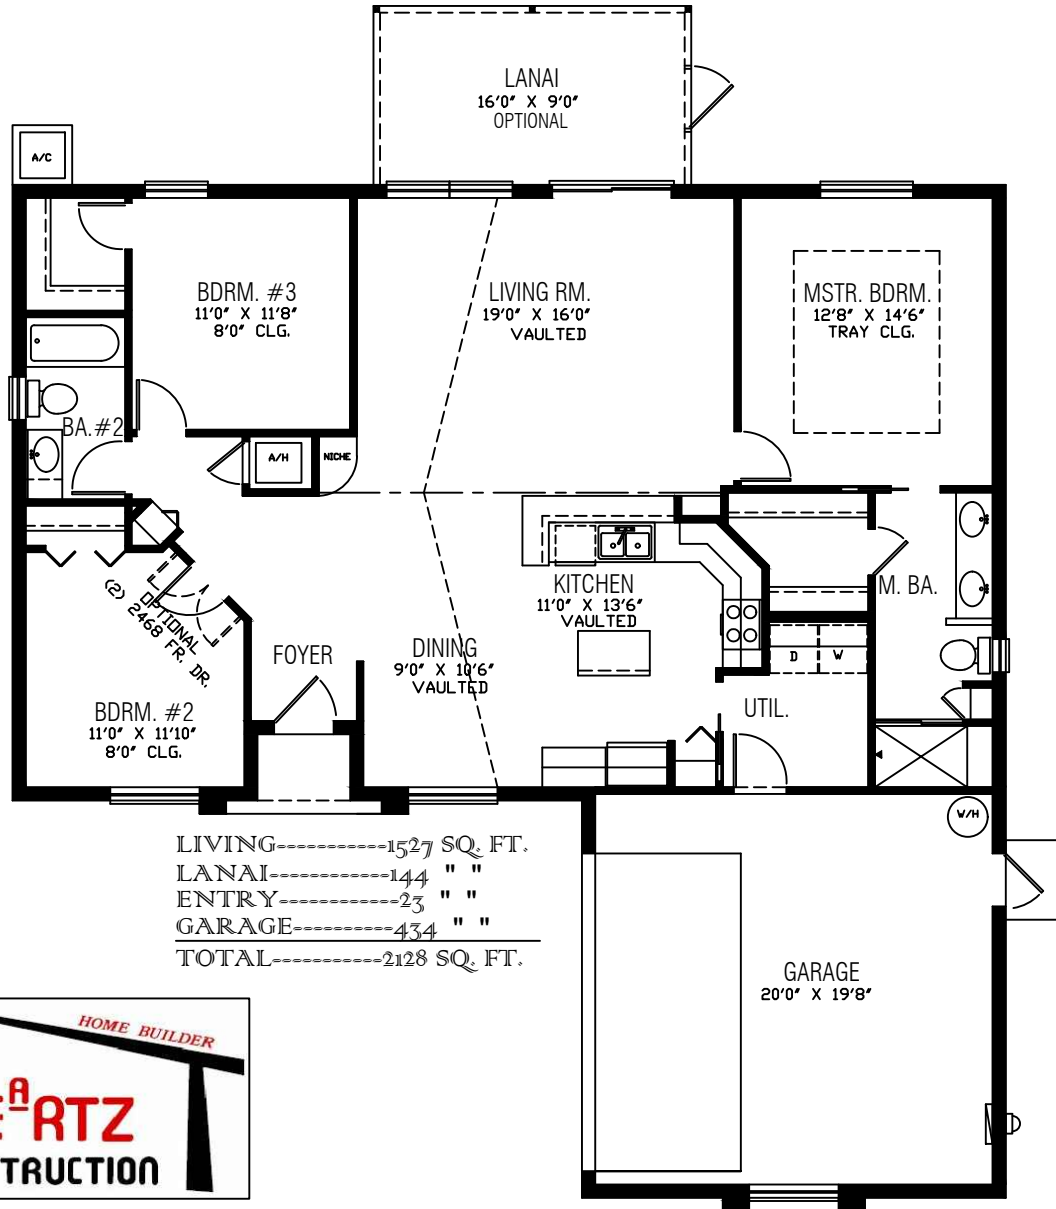 LANAI
16'0" X 9'0"
OPTIONAL
A/C
BDRM. #3
11'0" X 11'8"
8'0" CLG.
LIVING RM.
19'0" X 16'0"
VAULTED
MSTR. BDRM.
12'8" X 14'6"
TRAY CLG.
BA.#2
A/H
NICHE
KITCHEN
11'0" X 13'6"
VAULTED
M. BA.
OPTIONAL
(2) 2468 FR. DR.
FOYER
DINING
9'0" X 10'6"
VAULTED
D
W
UTIL.
BDRM. #2
11'0" X 11'10"
8'0" CLG.
W/H
LIVING-----------1527 SQ. FT.
LANAI------------144 " "
ENTRY------------23 " "
GARAGE----------434 " "
TOTAL-----------2128 SQ. FT.
GARAGE
20'0" X 19'8"
HOME BUILDER
ARTZ
TRUCTION